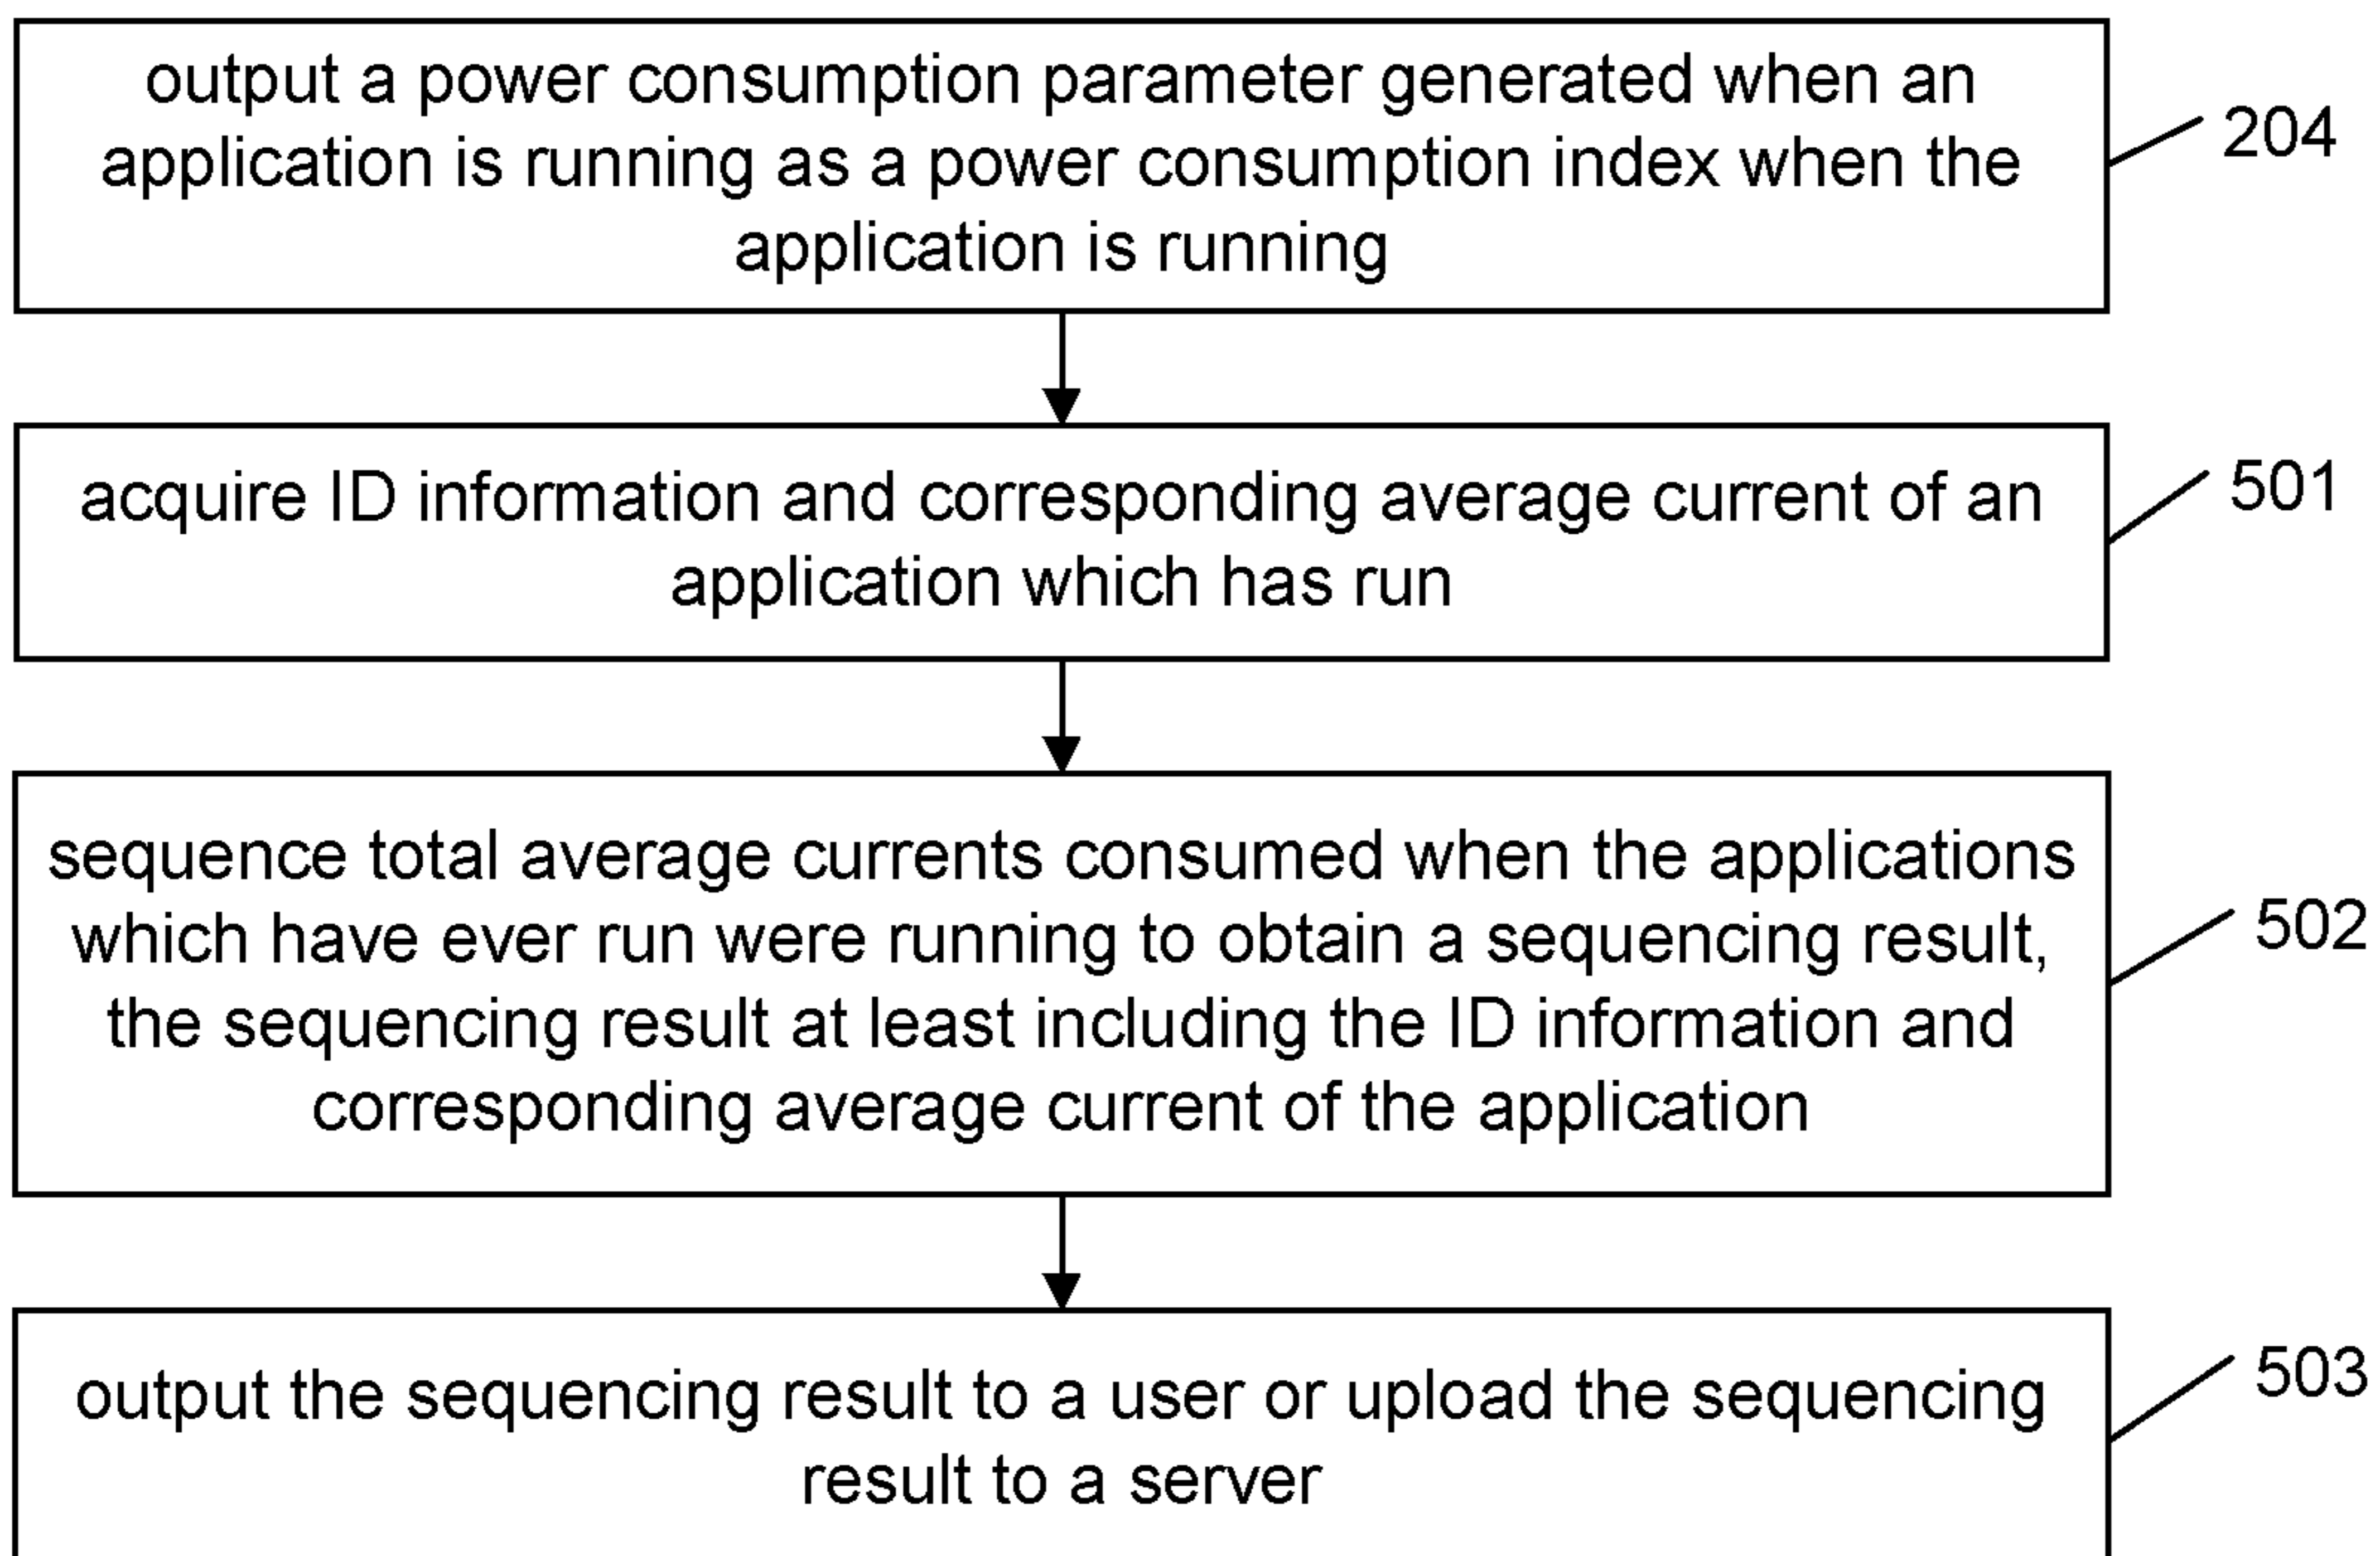 output a power consumption parameter generated when an
application is running as a power consumption index when the
application is running
204
acquire ID information and corresponding average current of an
application which has run
501
sequence total average currents consumed when the applications
which have ever run were running to obtain a sequencing result,
the sequencing result at least including the ID information and
corresponding average current of the application
502
output the sequencing result to a user or upload the sequencing
result to a server
503